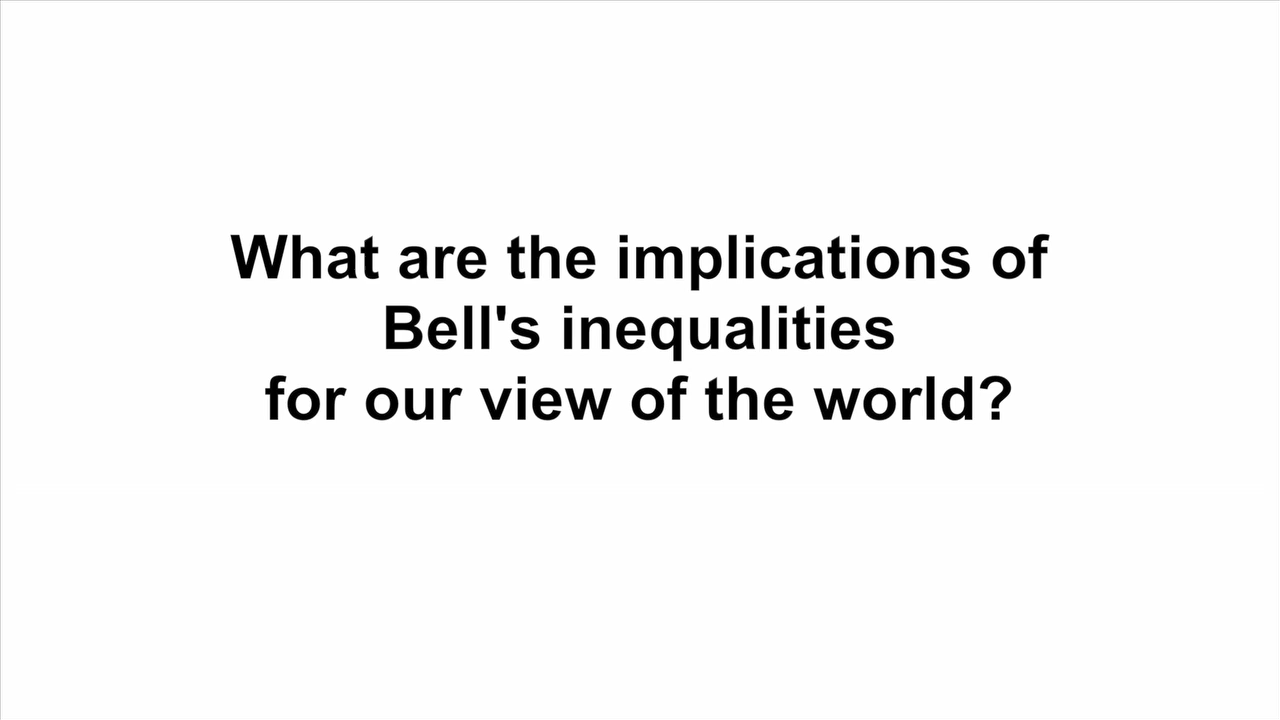 What are the implications of
Bell's inequalities
for our view of the world?